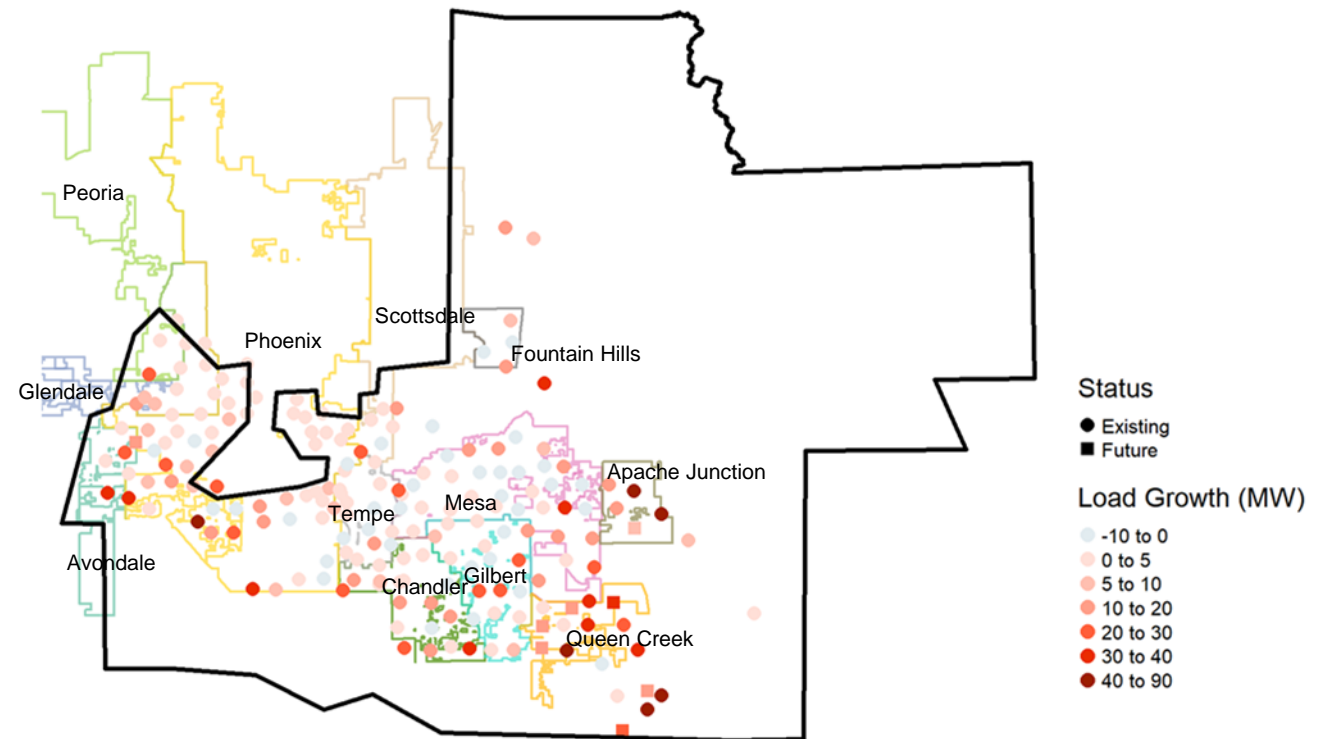 Peoria
Scottsdale
Phoenix
Fountain Hills
Glendale
Apache Junction
Mesa
Tempe
Avondale
Gilbert
Chandler
Queen Creek
Status
Existing
Future
Load Growth (MW)
-10 to 0
0 to 5
5 to 10
10 to 20
20 to 30
30 to 40
40 to 90